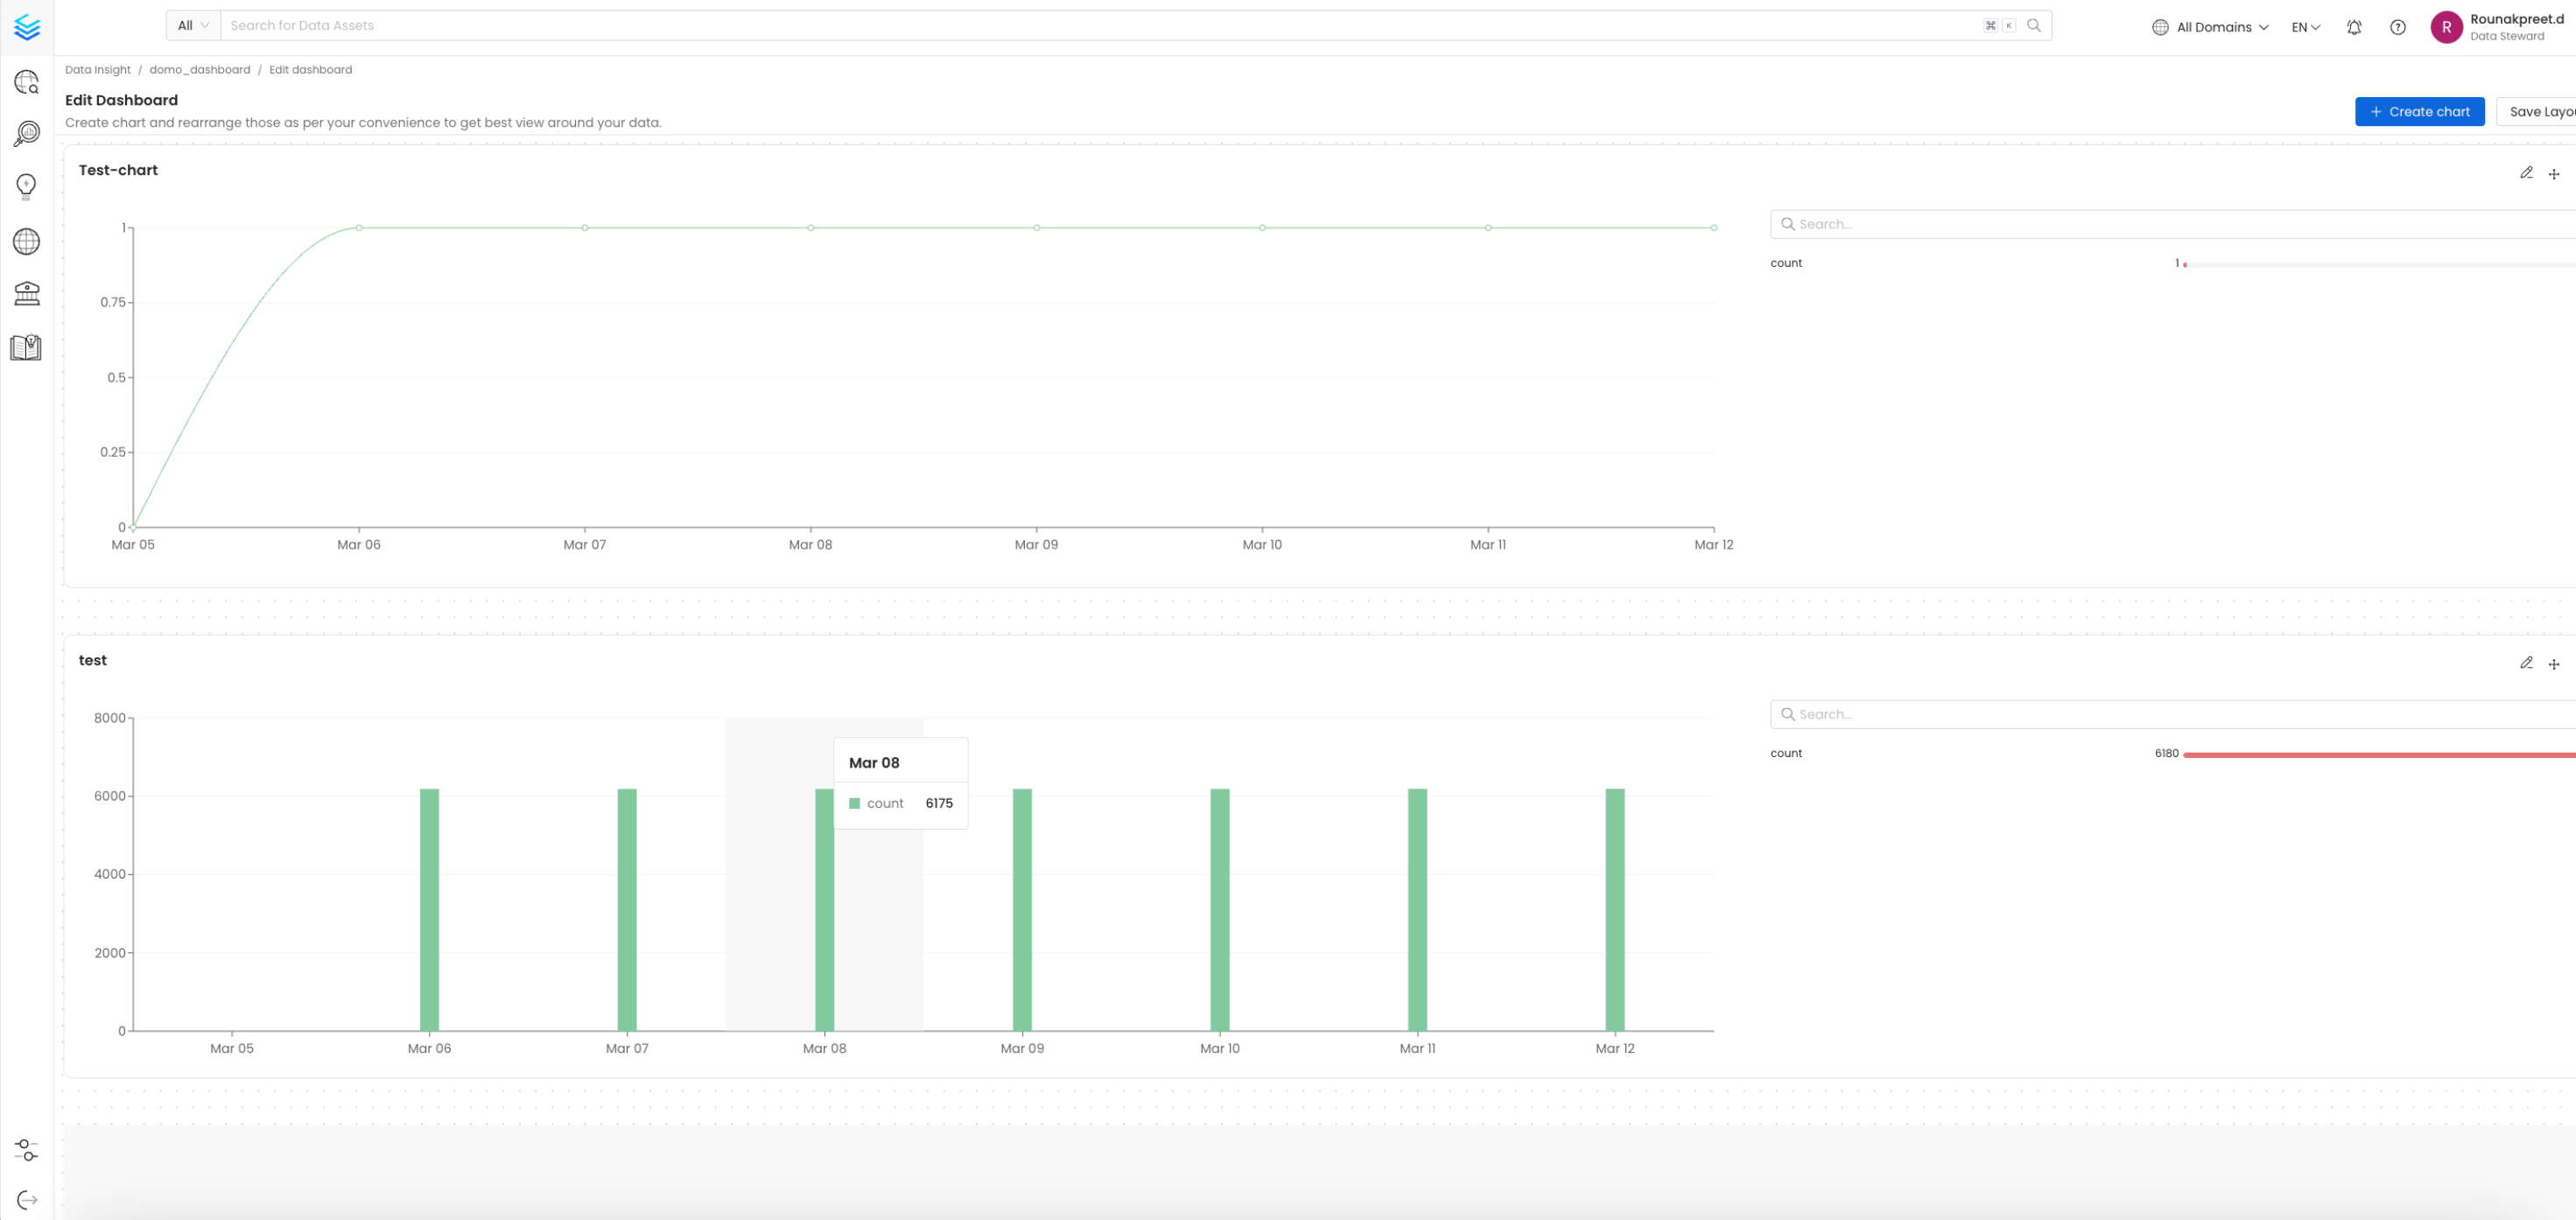 All Search for Data Assets ⌘ K All Domains EN Rounakpreet.d
R Data Steward
Data Insight / domo_dashboard / Edit dashboard
Edit Dashboard
Create chart and rearrange those as per your convenience to get best view around your data.
+ Create chart Save Layou
Test-chart
1
0.75
0.5
0.25
0
Mar 05 Mar 06 Mar 07 Mar 08 Mar 09 Mar 10 Mar 11 Mar 12
Search...
count 1
test
8000
6000
4000
2000
0
Mar 08
count 6175
Mar 05 Mar 06 Mar 07 Mar 08 Mar 09 Mar 10 Mar 11 Mar 12
Search...
count 6180